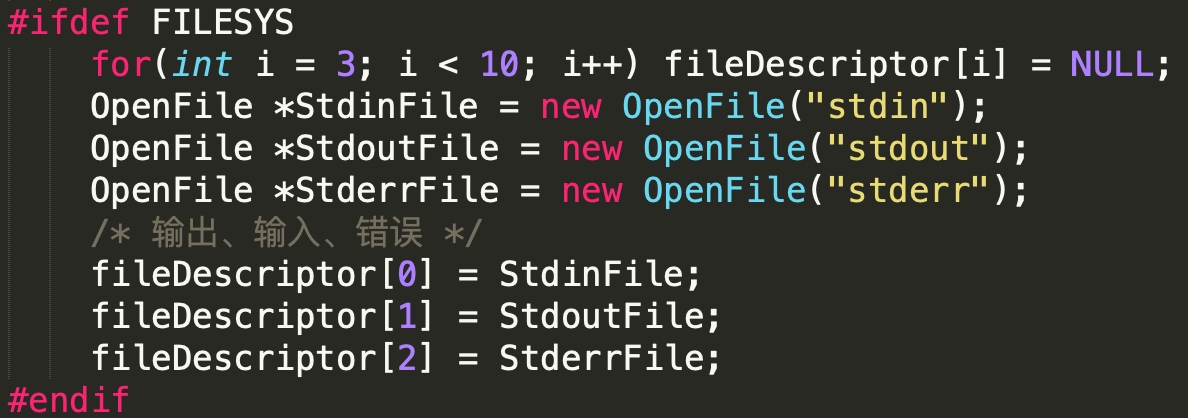 #ifdef FILESYS
    for(int i = 3; i < 10; i++) fileDescriptor[i] = NULL;
    OpenFile *StdinFile = new OpenFile("stdin");
    OpenFile *StdoutFile = new OpenFile("stdout");
    OpenFile *StderrFile = new OpenFile("stderr");
    /* 输出、输入、错误 */
    fileDescriptor[0] = StdinFile;
    fileDescriptor[1] = StdoutFile;
    fileDescriptor[2] = StderrFile;
#endif